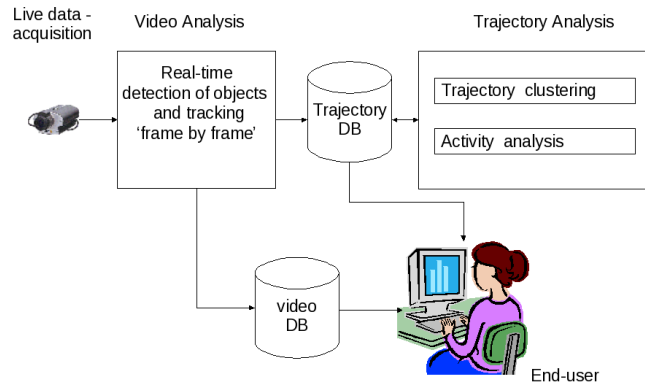 Live data -
acquisition
Video Analysis
Trajectory Analysis
Real-time
detection of objects
and tracking
‘frame by frame’
Trajectory
DB
Trajectory clustering
Activity analysis
video
DB
End-user